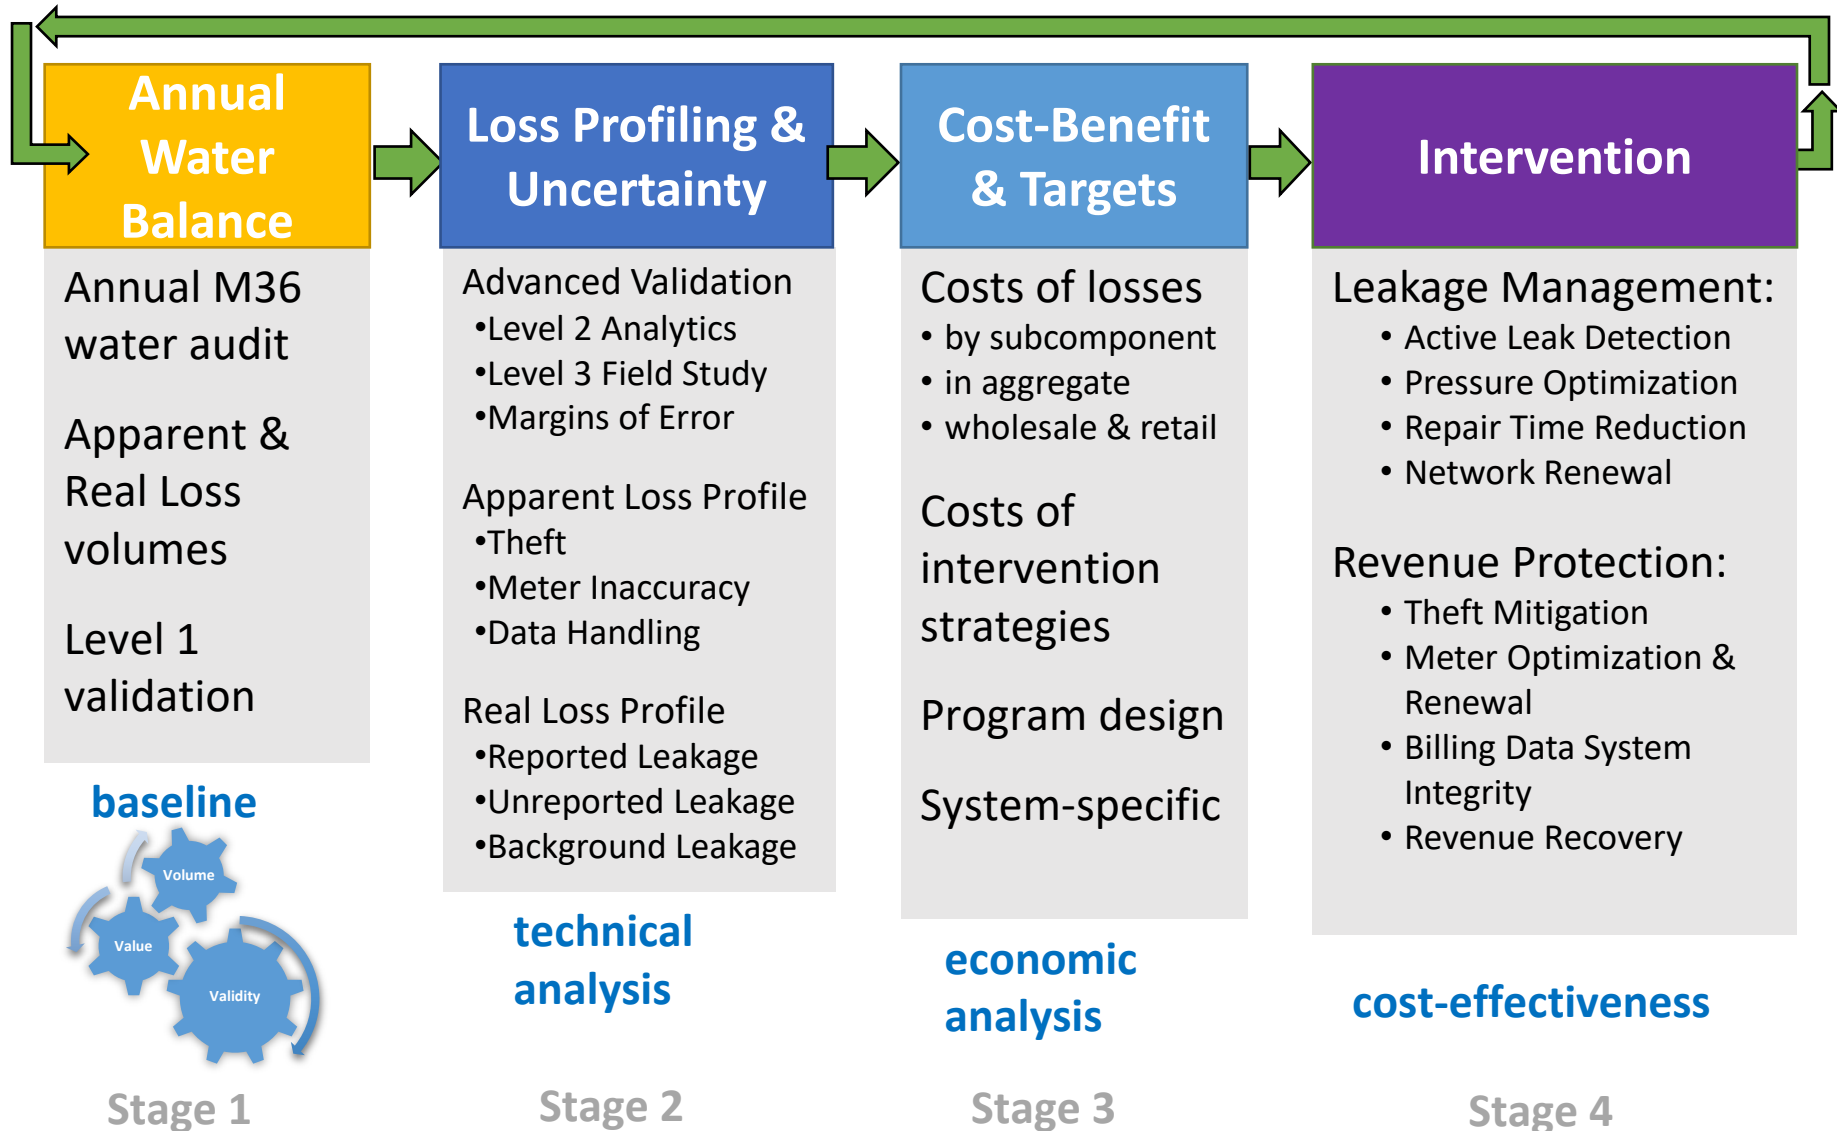 Annual
Water
Balance
Annual M36
water audit
Apparent &
Real Loss
volumes
Level 1
validation
baseline
Volume
Value
Validity
Stage 1
Loss Profiling &
Uncertainty
Advanced Validation
•Level 2 Analytics
•Level 3 Field Study
•Margins of Error
Apparent Loss Profile
•Theft
•Meter Inaccuracy
•Data Handling
Real Loss Profile
•Reported Leakage
•Unreported Leakage
•Background Leakage
technical
analysis
Stage 2
Cost-Benefit
& Targets
Costs of losses
• by subcomponent
• in aggregate
• wholesale & retail
Costs of
intervention
strategies
Program design
System-specific
economic
analysis
Stage 3
Intervention
Leakage Management:
• Active Leak Detection
• Pressure Optimization
• Repair Time Reduction
• Network Renewal
Revenue Protection:
• Theft Mitigation
• Meter Optimization &
Renewal
• Billing Data System
Integrity
• Revenue Recovery
cost-effectiveness
Stage 4